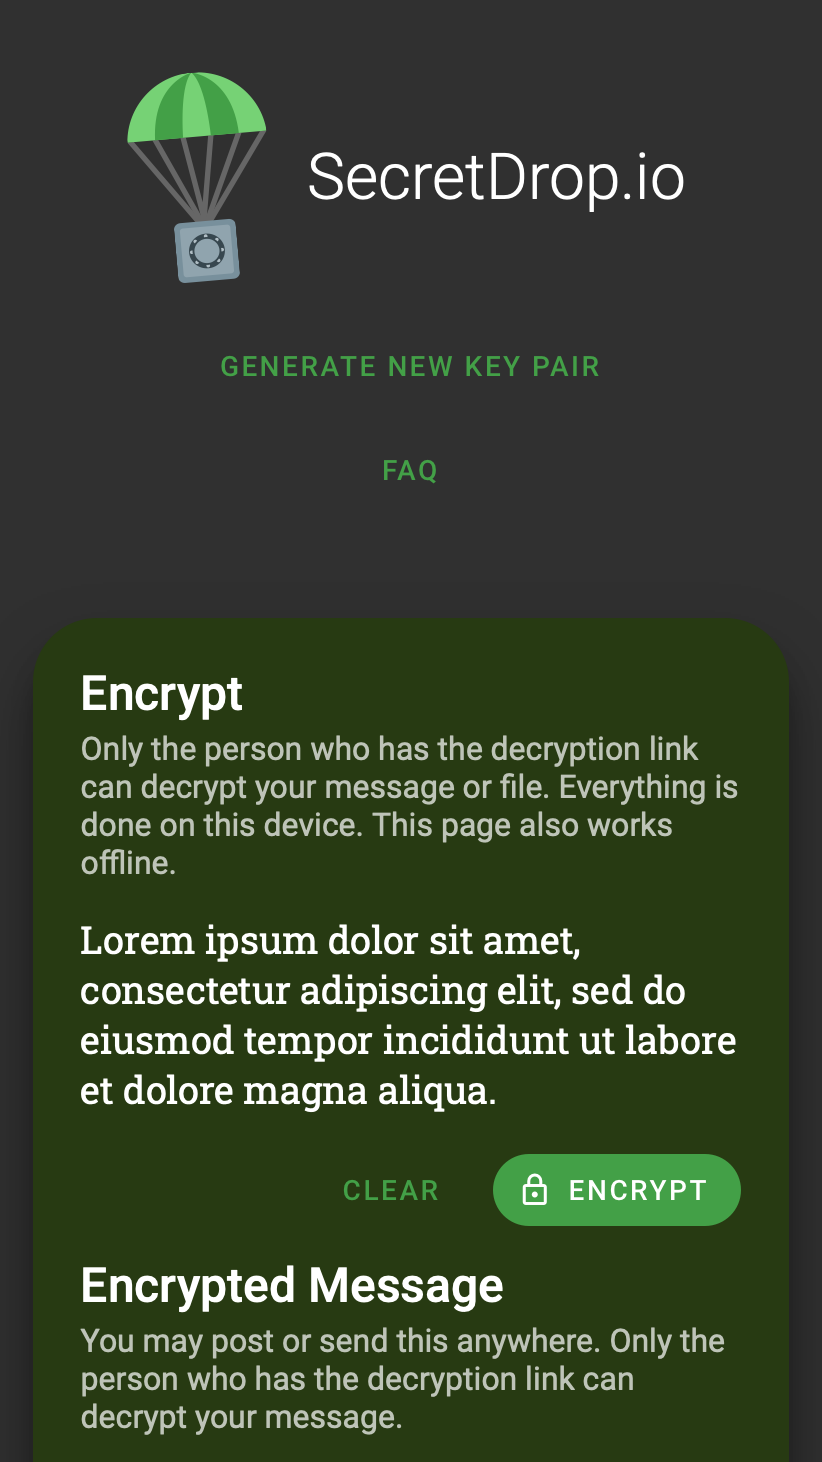 SecretDrop.io
GENERATE NEW KEY PAIR
FAQ
Encrypt
Only the person who has the decryption link
can decrypt your message or file. Everything is
done on this device. This page also works
offline.
Lorem ipsum dolor sit amet,
consectetur adipiscing elit, sed do
eiusmod tempor incididunt ut labore
et dolore magna aliqua.
CLEAR
ENCRYPT
Encrypted Message
You may post or send this anywhere. Only the
person who has the decryption link can
decrypt your message.